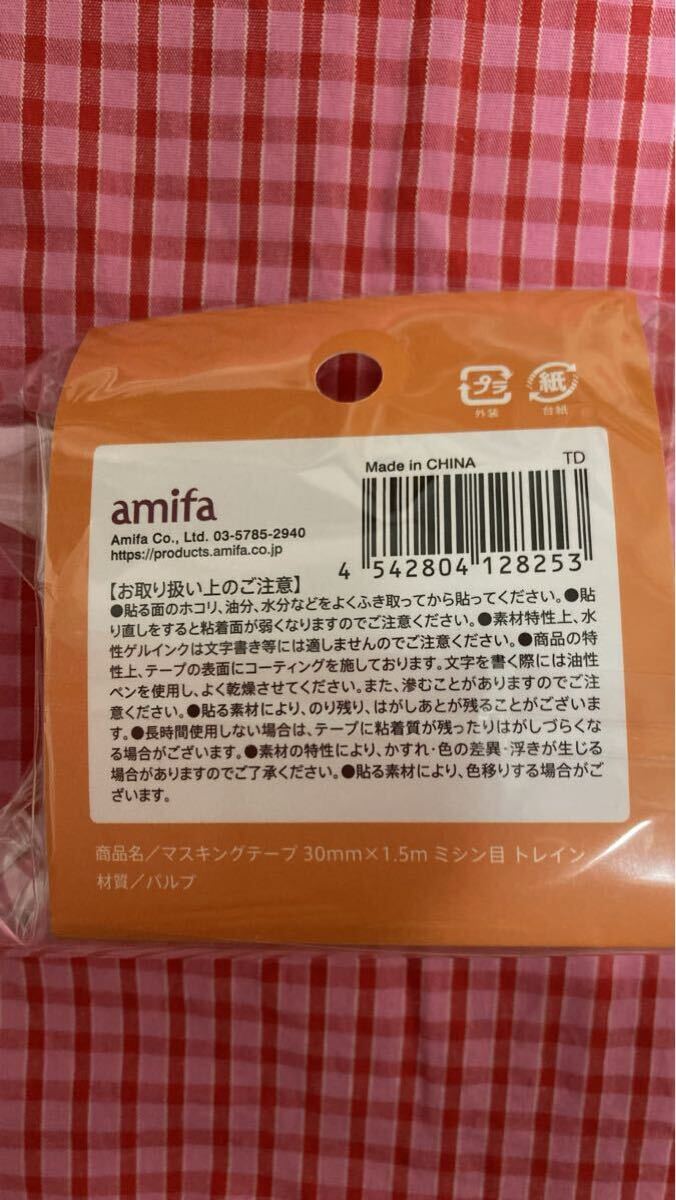 プラ
外装
紙
台紙
Made in CHINA
TD
amifa
Amifa Co., Ltd. 03-5785-2940
https://products.amifa.co.jp
4 542804 128253
【お取り扱い上のご注意】
●貼る面のホコリ、油分、水分などをよくふき取ってから貼ってください。●貼
り直しをすると粘着面が弱くなりますのでご注意ください。●素材特性上、水
性ゲルインクは文字書き等には適しませんのでご注意ください。●商品の特
性上、テープの表面にコーティングを施しております。文字を書く際には油性
ペンを使用し、よく乾燥させてください。また、滲むことがありますのでご注
意ください。●貼る素材により、のり残り、はがしあとが残ることがございま
す。●長時間使用しない場合は、テープに粘着質が残ったりはがしづらくな
る場合がございます。●素材の特性により、かすれ・色の差異・浮きが生じる
場合がありますのでご了承ください。●貼る素材により、色移りする場合がご
ざいます。
商品名/マスキングテープ 30mm×1.5m ミシン目 トレイン
材質/パルプ